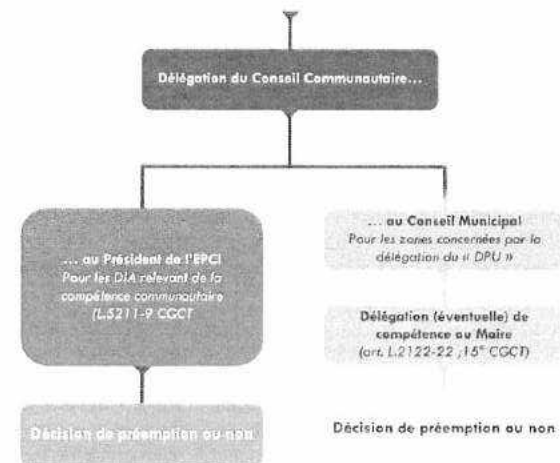 Délégation du Conseil Communautaire...
... au Président de l'EPCI
Pour les DIA relevant de la
compétence communautaire
(L.5211-9 CGCT
Décision de préemption ou non
... au Conseil Municipal
Pour les zones concernées par la
délégation du « DPU »
Délégation (éventuelle) de
compétence au Maire
(art. L.2122-22 ;15° CGCT)
Décision de préemption ou non